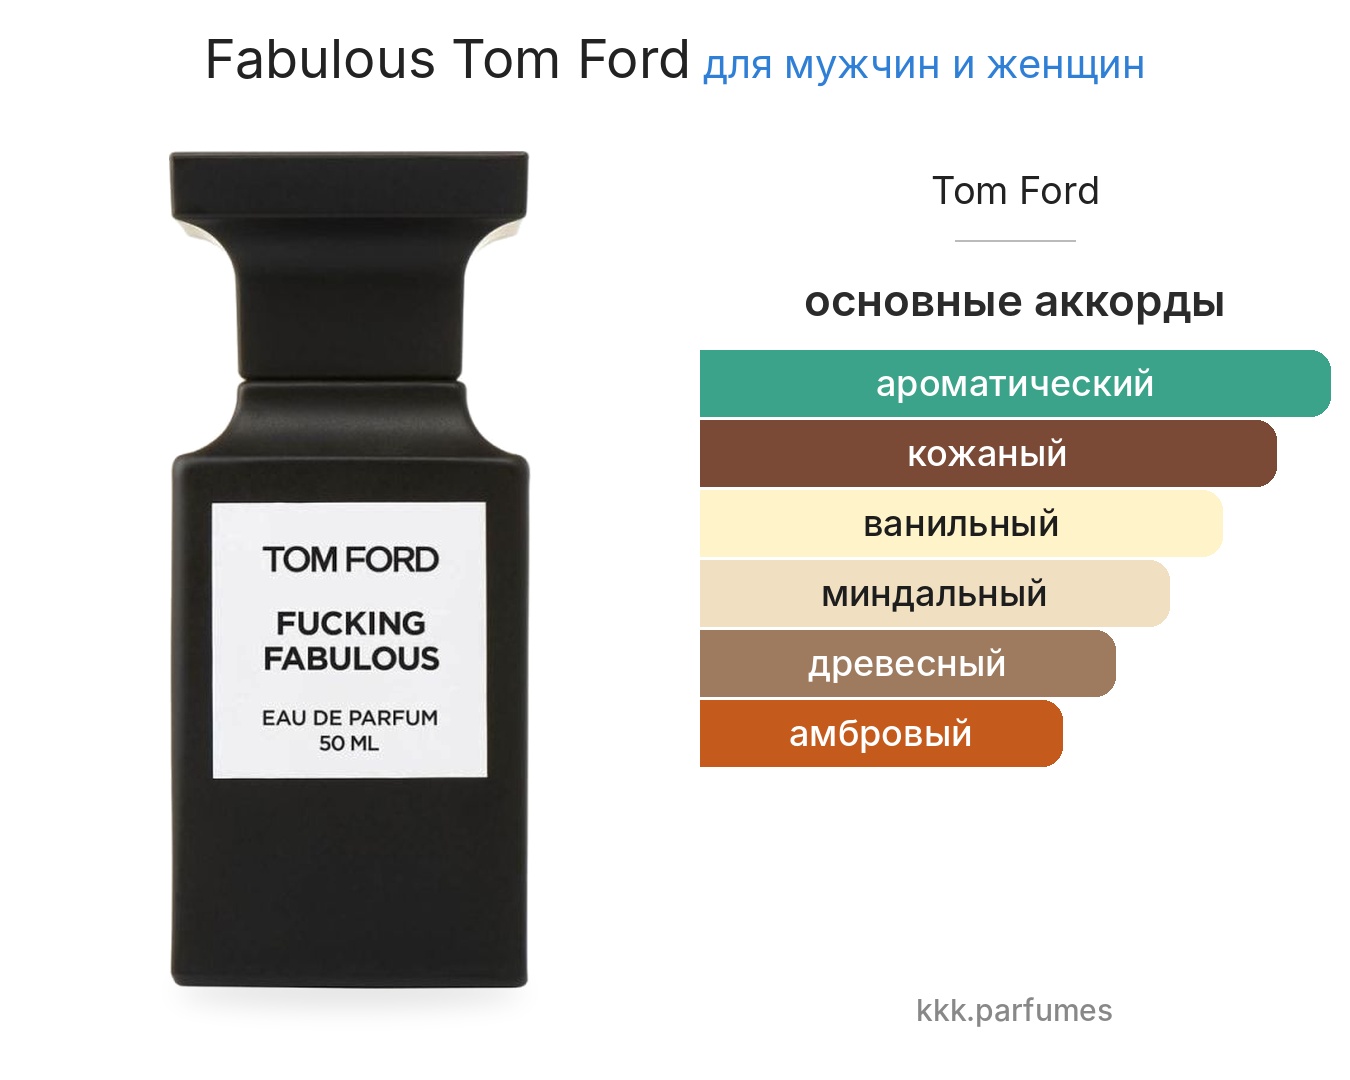 Fabulous Tom Ford для мужчин и женщин
TOM FORD
FUCKING
FABULOUS
EAU DE PARFUM
50 ML
Tom Ford
основные аккорды
ароматический
кожаный
ванильный
миндальный
древесный
амбровый
kkk.parfumes